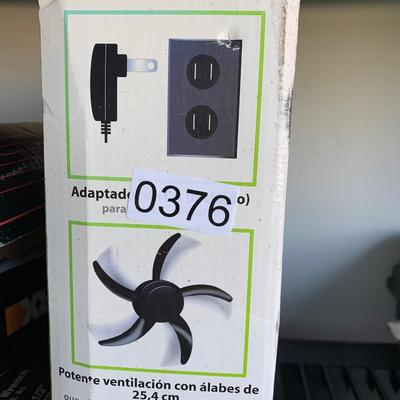 Adaptado
0376
o)
para
Potente ventilación con álabes de
25,4 cm